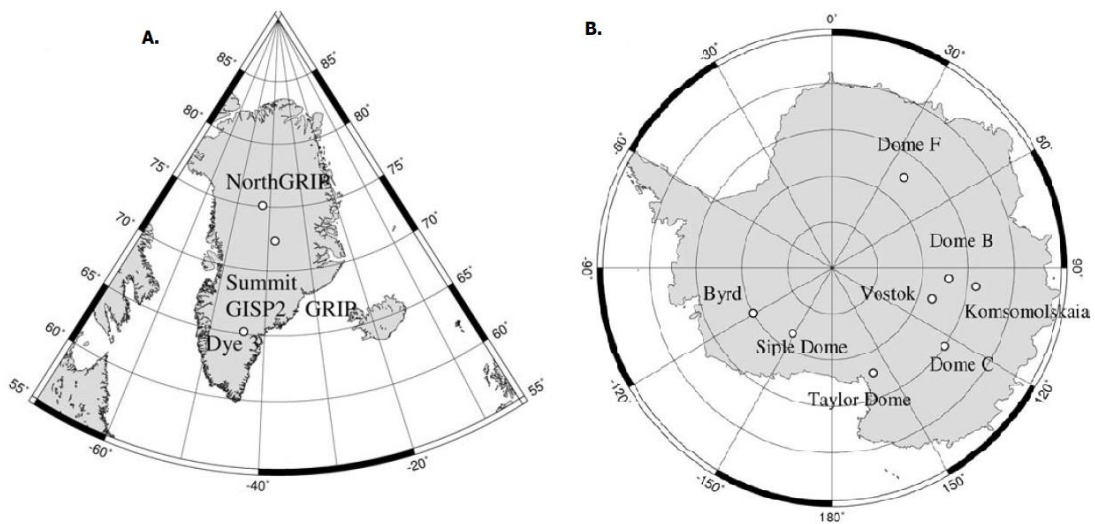 A.
85˚
85˚
80˚
80˚
75˚
75˚
70˚
70˚
65˚
65˚
60˚
60˚
55˚
55˚
-60˚
-40˚
-20˚
NorthGRIP
Summit
GISP2 GRIP
Dye 3
B.
0˚
-30˚
30˚
-60˚
60˚
-90˚
90˚
-120˚
120˚
-150˚
150˚
180˚
Dome F
Dome B
Byrd
Vostok
Komsomolskaia
Siple Dome
Dome C
Taylor Dome